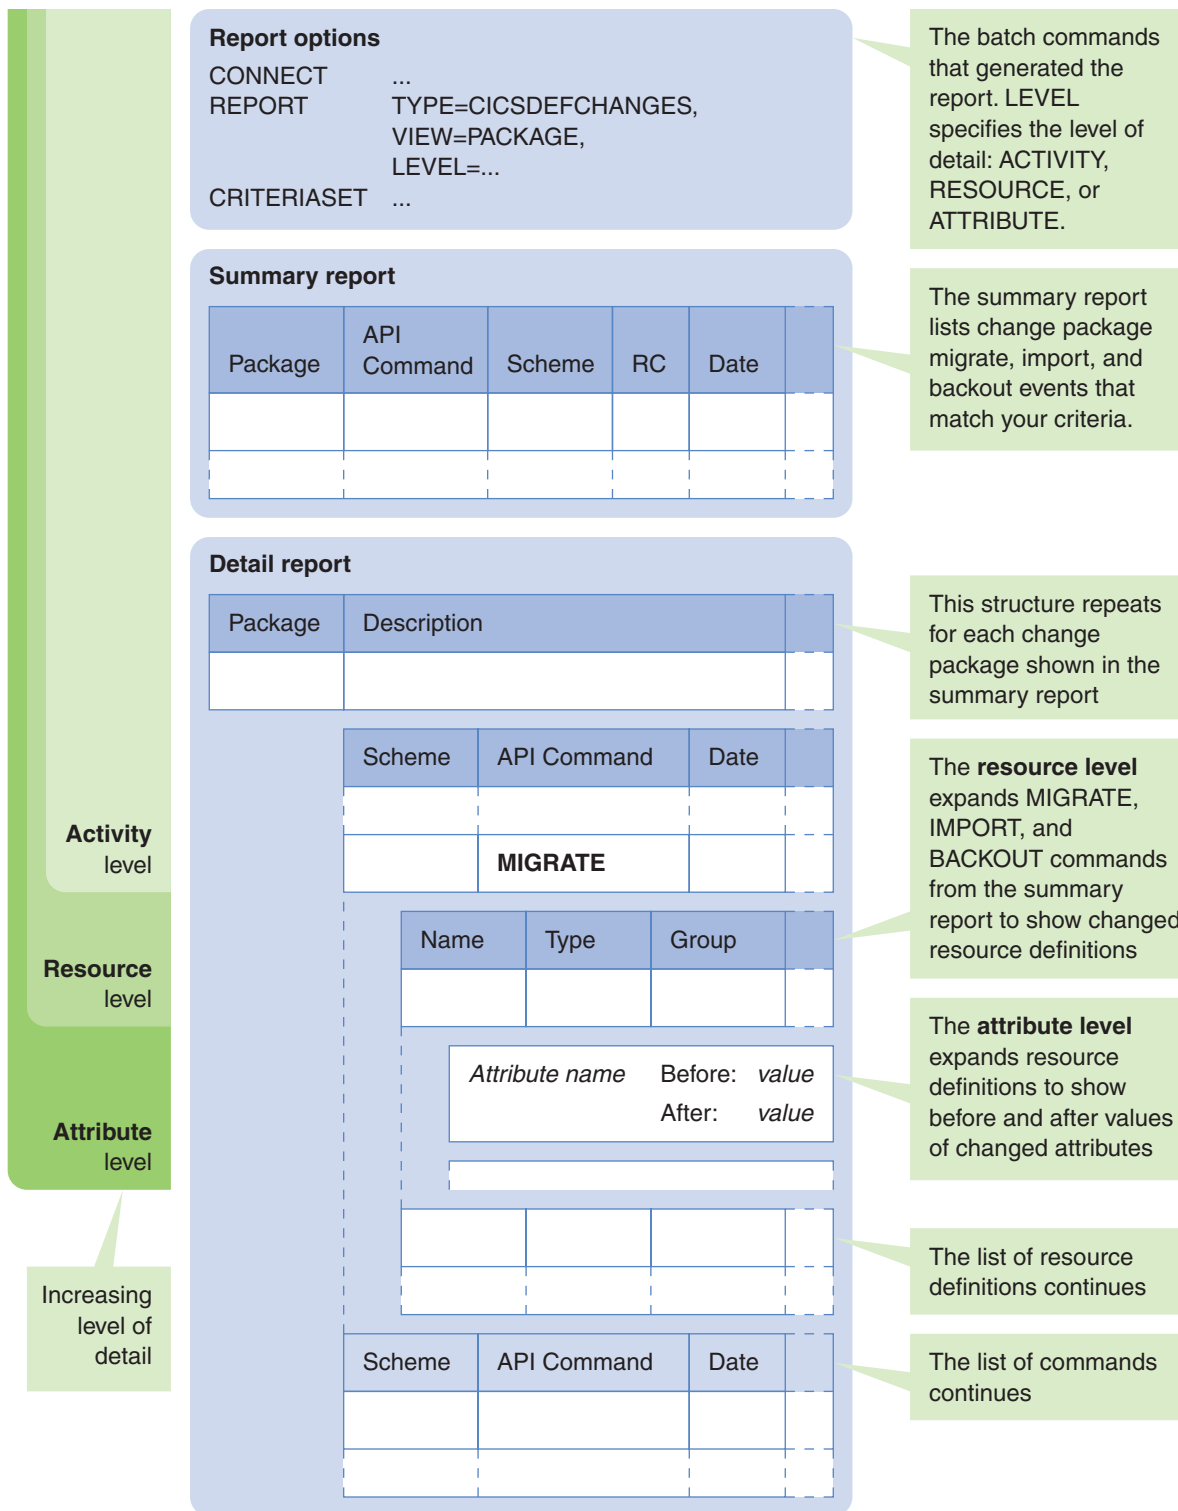 Report options
CONNECT ...
REPORT TYPE=CICSDEFCHANGES,
VIEW=PACKAGE,
LEVEL=...
CRITERIASET ...
The batch commands
that generated the
report. LEVEL
specifies the level of
detail: ACTIVITY,
RESOURCE, or
ATTRIBUTE.
Summary report
Package
API
Command
Scheme
RC
Date
The summary report
lists change package
migrate, import, and
backout events that
match your criteria.
Detail report
Package
Description
This structure repeats
for each change
package shown in the
summary report
Scheme
API Command
Date
MIGRATE
The resource level
expands MIGRATE,
IMPORT, and
BACKOUT commands
from the summary
report to show changed
resource definitions
Activity
level
Name
Type
Group
Resource
level
Attribute name Before: value
After: value
The attribute level
expands resource
definitions to show
before and after values
of changed attributes
Attribute
level
Increasing
level of
detail
The list of resource
definitions continues
Scheme
API Command
Date
The list of commands
continues